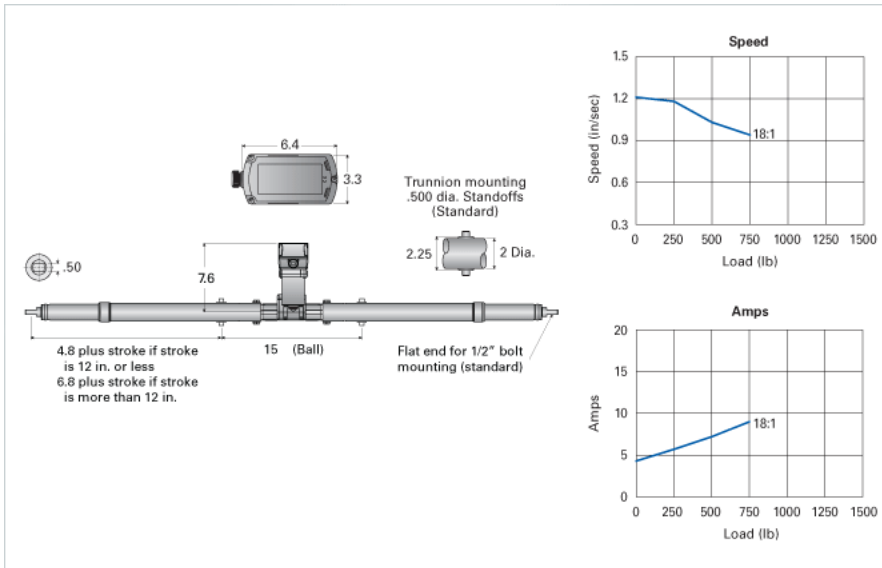 6.4
3.3
Trunnion mounting
.500 dia. Standoffs
(Standard)
2.25
2 Dia.
.50
7.6
4.8 plus stroke if stroke
is 12 in. or less
6.8 plus stroke if stroke
is more than 12 in.
15 (Ball)
Flat end for 1/2" bolt
mounting (standard)
Speed
Speed (in/sec)
1.5
1.2
0.9
0.6
0.3
18:1
0 250 500 750 1000 1250 1500
Load (lb)
Amps
Amps
20
15
10
5
0
18:1
0 250 500 750 1000 1250 1500
Load (lb)